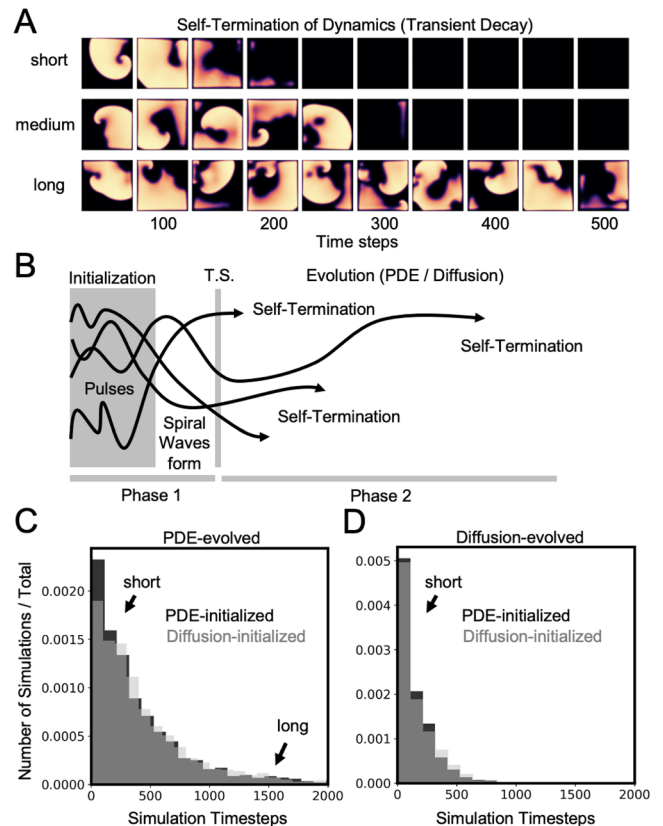 A
Self-Termination of Dynamics (Transient Decay)
short
medium
long
100 200 300 400 500
Time steps
B
Initialization T.S. Evolution (PDE / Diffusion)
Self-Termination
Self-Termination
Pulses
Self-Termination
Spiral
Waves
form
Phase 1 Phase 2
C
PDE-evolved
Number of Simulations / Total
0.0020
0.0015
0.0010
0.0005
0.0000
short
PDE-initialized
Diffusion-initialized
long
0 500 1000 1500 2000
Simulation Timesteps
D
Diffusion-evolved
0.005
0.004
0.003
0.002
0.001
0.000
short
PDE-initialized
Diffusion-initialized
0 500 1000 1500 2000
Simulation Timesteps